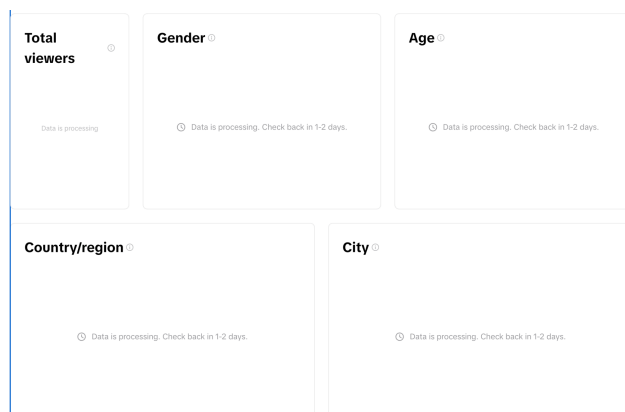 Total
viewers
Gender
Age
Data is processing
Data is processing. Check back in 1-2 days.
Data is processing. Check back in 1-2 days.
Country/region
City
Data is processing. Check back in 1-2 days.
Data is processing. Check back in 1-2 days.